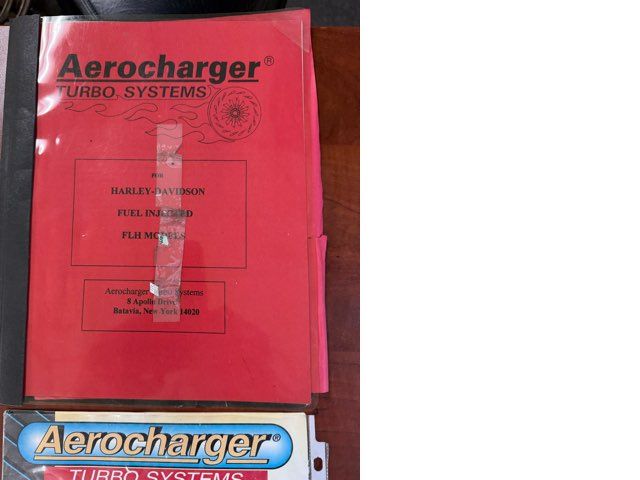 Aerocharger®
TURBO SYSTEMS
FOR
HARLEY-DAVIDSON
FUEL INJECTED
FLH MODELS
Aerocharger Turbo Systems
8 Apollo Drive
Batavia, New York 14020
Aerocharger®
TURBO SYSTEMS